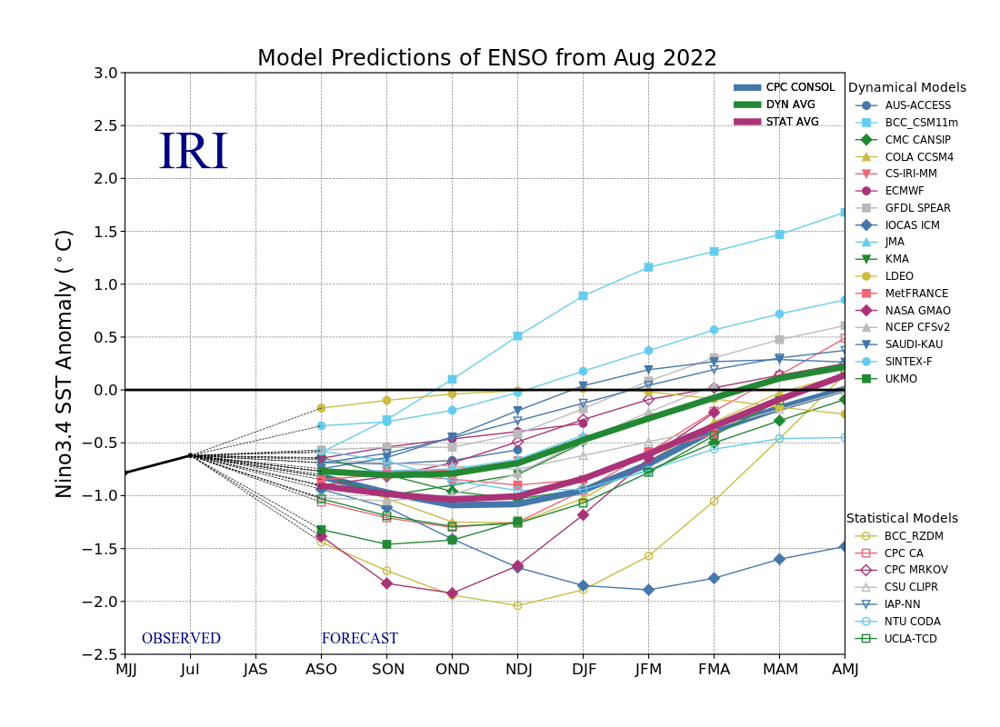 Model Predictions of ENSO from Aug 2022
Nino3.4 SST Anomaly (°C)
3.0
2.5
2.0
1.5
1.0
0.5
0.0
−0.5
−1.0
−1.5
−2.0
−2.5
IRI
CPC CONSOL
DYN AVG
STAT AVG
OBSERVED
FORECAST
MJJ
Jul
JAS
ASO
SON
OND
NDJ
DJF
JFM
FMA
MAM
AMJ
Dynamical Models
AUS-ACCESS
BCC_CSM11m
CMC CANSIP
COLA CCSM4
CS-IRI-MM
ECMWF
GFDL SPEAR
IOCAS ICM
JMA
KMA
LDEO
MetFRANCE
NASA GMAO
NCEP CFSv2
SAUDI-KAU
SINTEX-F
UKMO
Statistical Models
BCC_RZDM
CPC CA
CPC MRKOV
CSU CLIPR
IAP-NN
NTU CODA
UCLA-TCD